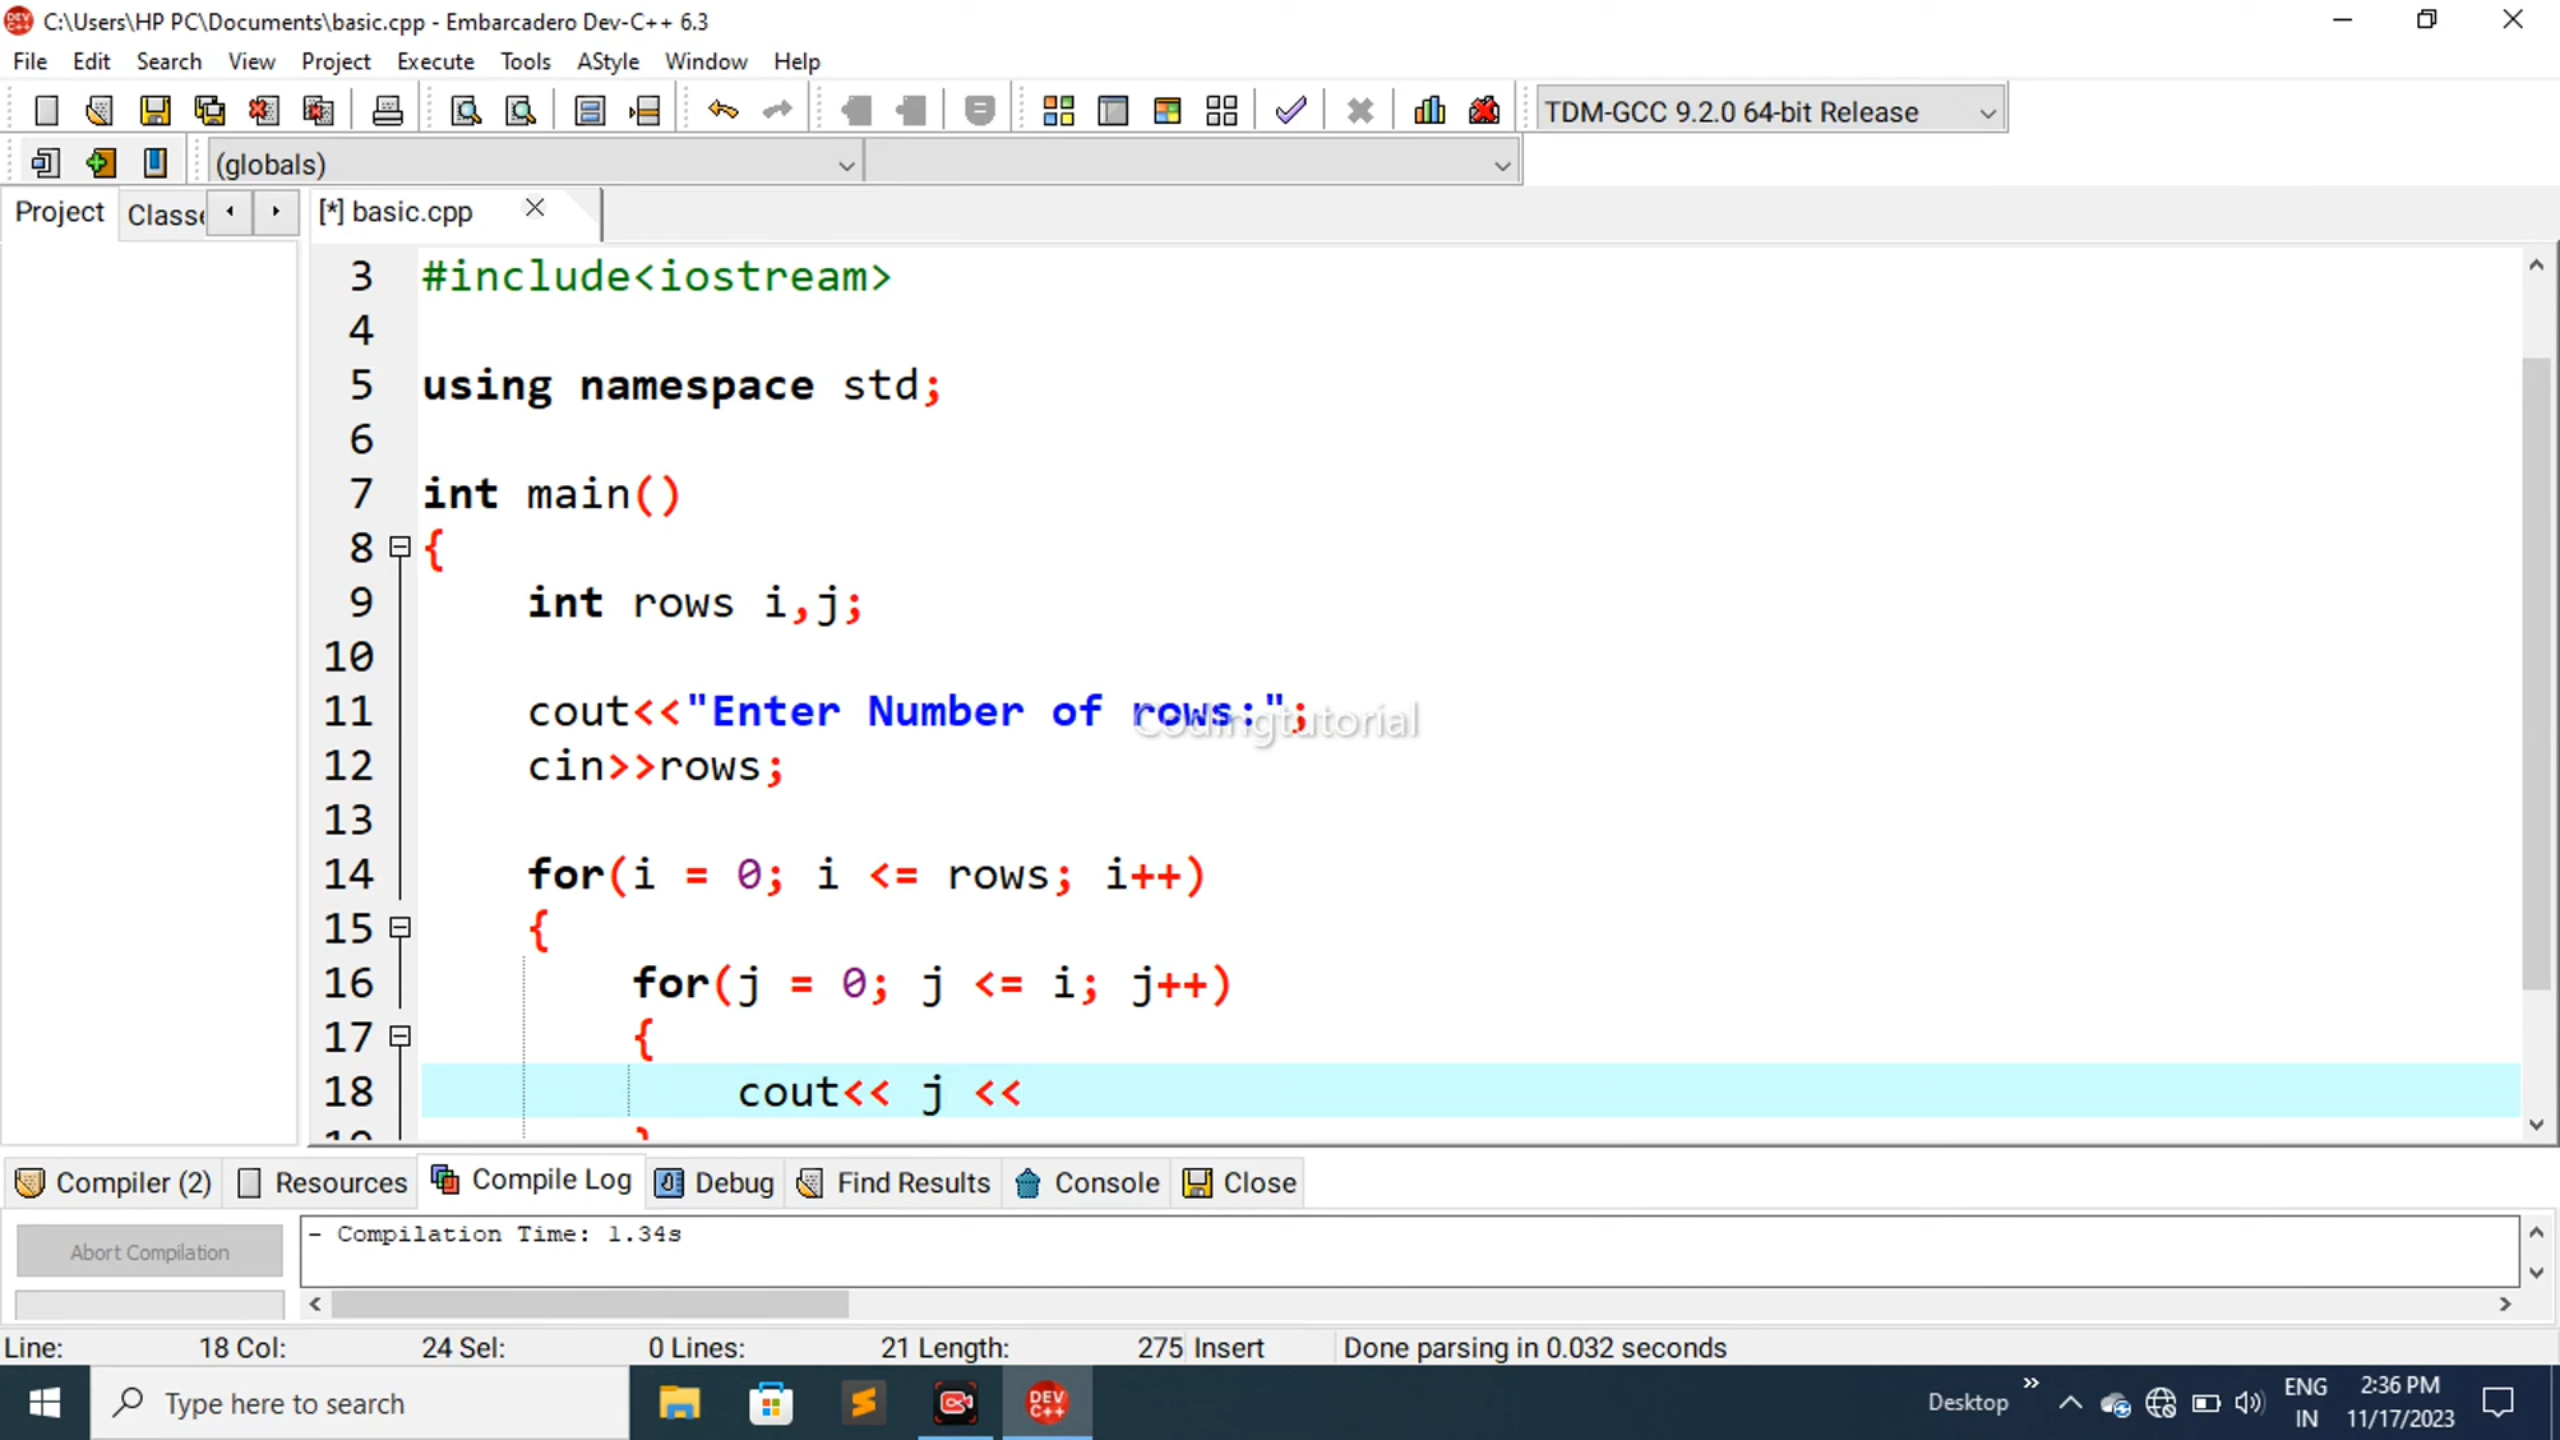 C:\Users\HP PC\Documents\basic.cpp - Embarcadero Dev-C++ 6.3
File Edit Search View Project Execute Tools AStyle Window Help
TDM-GCC 9.2.0 64-bit Release
(globals)
Project Classe [*] basic.cpp
3 #include<iostream>
4
5 using namespace std;
6
7 int main()
8 {
9 int rows i,j;
10
11 cout<<"Enter Number of rows:";
Codingtutorial
12 cin>>rows;
13
14 for(i = 0; i <= rows; i++)
15 {
16 for(j = 0; j <= i; j++)
17 {
18 cout<< j <<
19 }
Compiler (2) Resources Compile Log Debug Find Results Console Close
Abort Compilation - Compilation Time: 1.34s
Line: 18 Col: 24 Sel: 0 Lines: 21 Length: 275 Insert Done parsing in 0.032 seconds
Type here to search DEV C++ Desktop » ENG 2:36 PM
IN 11/17/2023